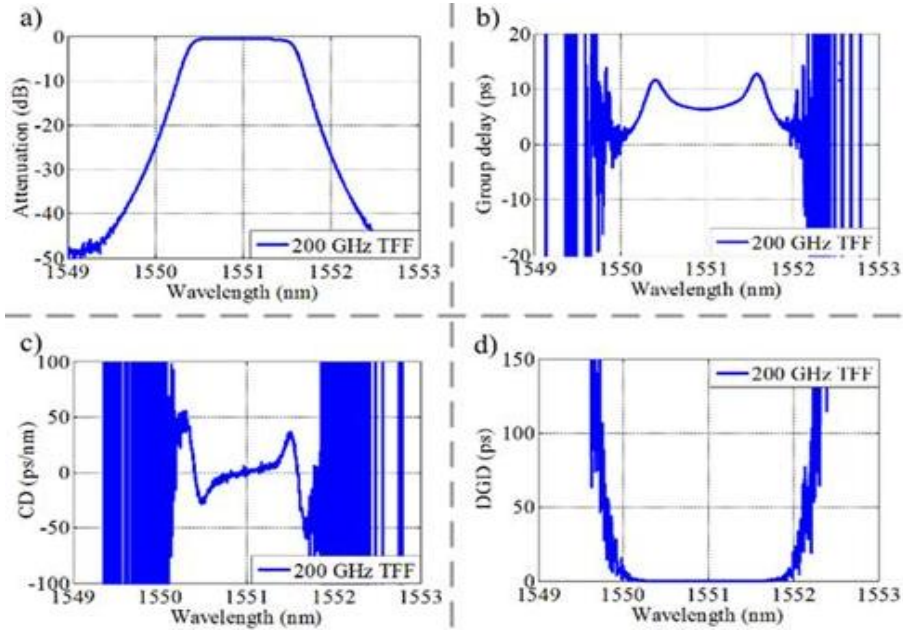 a)
0
-10
-20
-30
-40
-50
Attenuation (dB)
200 GHz TFF
1549 1550 1551 1552 1553
Wavelength (nm)
b)
20
10
0
-10
-20
Group delay (ps)
200 GHz TFF
1549 1550 1551 1552 1553
Wavelength (nm)
c)
100
50
0
-50
-100
CD (ps/nm)
200 GHz TFF
1549 1550 1551 1552 1553
Wavelength (nm)
d)
150
100
50
0
DGD (ps)
200 GHz TFF
1549 1550 1551 1552 1553
Wavelength (nm)